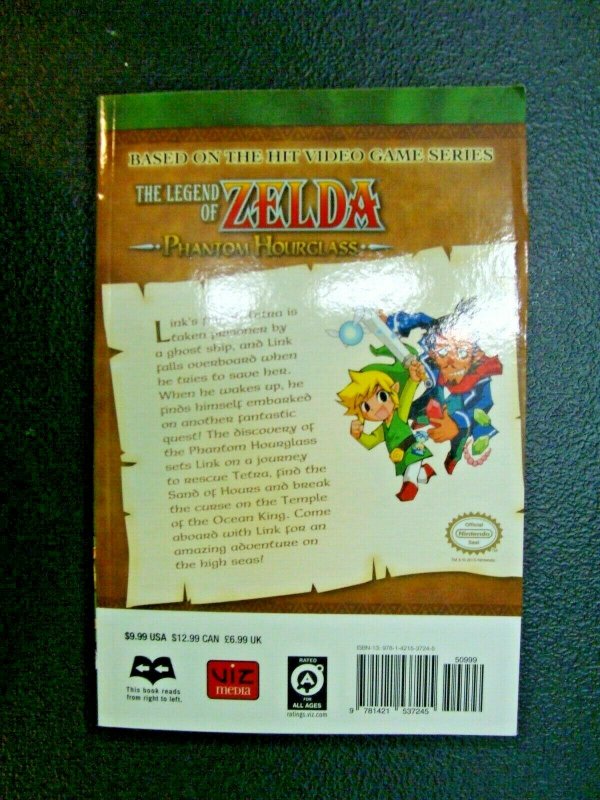 BASED ON THE HIT VIDEO GAME SERIES
THE LEGEND
OF ZELDA
PHANTOM HOURGLASS
Link's Tetra is
taken prisoner by
a ghost ship, and Link
falls overboard when
he tries to save her.
When he wakes up, he
finds himself embarked
on another fantastic
quest! The discovery of
the Phantom Hourglass
sets Link on a journey
to rescue Tetra, find the
Sand of Hours and break
the curse on the Temple
of the Ocean King. Come
aboard with Link for an
amazing adventure on
the high seas!
Official
Nintendo
Seal
$9.99 USA $12.99 CAN £6.99 UK
This book reads
from right to left.
VIZ
MEDIA
RATED
A
FOR
ALL AGES
ratings.viz.com
ISBN-13: 978-1-4215-3724-5
50999
9 781421 537245